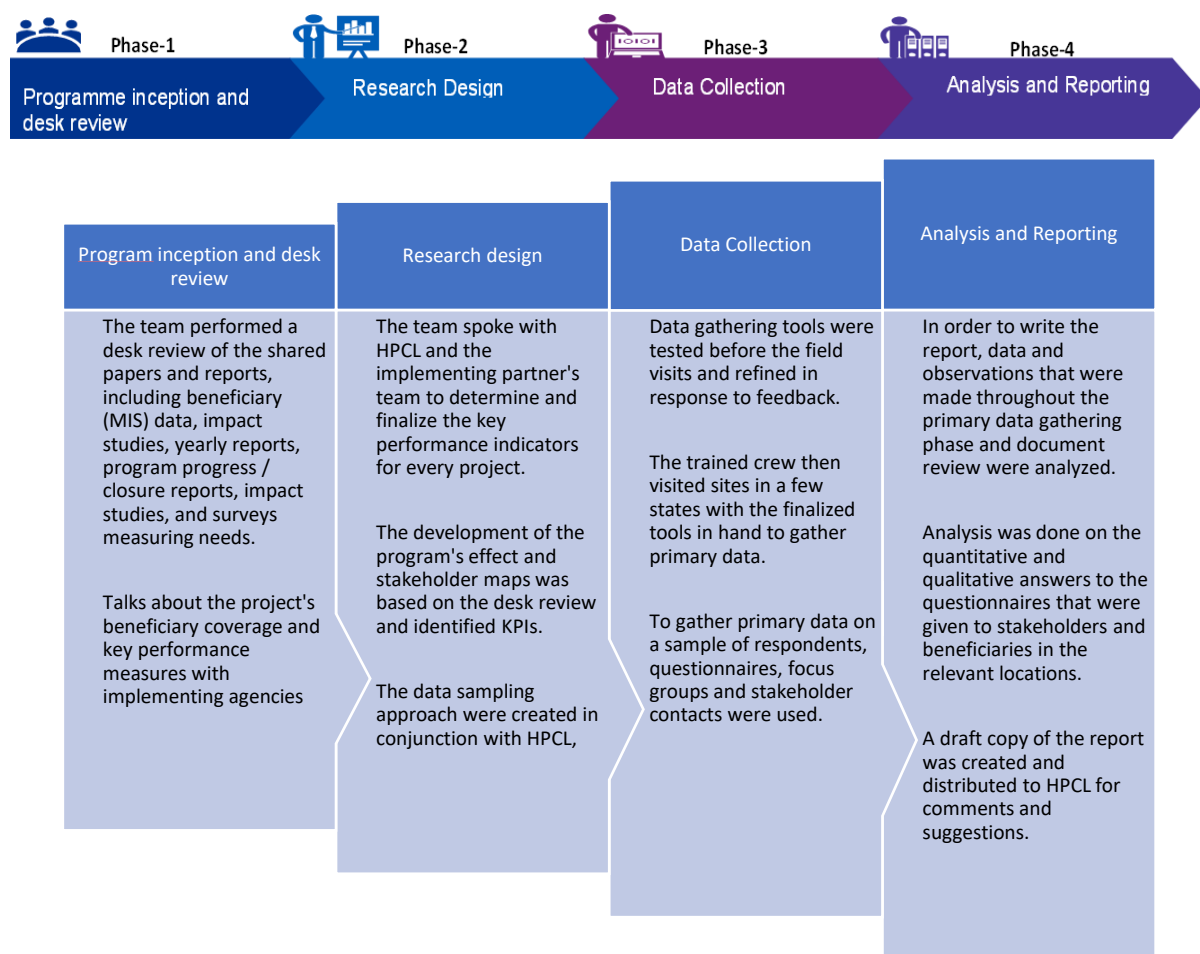 Phase-1
Phase-2
Phase-3
Phase-4
Programme inception and
desk review
Research Design
Data Collection
Analysis and Reporting
Program inception and desk
review
The team performed a
desk review of the shared
papers and reports,
including beneficiary
(MIS) data, impact
studies, yearly reports,
program progress /
closure reports, impact
studies, and surveys
measuring needs.
Talks about the project's
beneficiary coverage and
key performance
measures with
implementing agencies
Research design
The team spoke with
HPCL and the
implementing partner's
team to determine and
finalize the key
performance indicators
for every project.
The development of the
program's effect and
stakeholder maps was
based on the desk review
and identified KPIs.
The data sampling
approach were created in
conjunction with HPCL,
Data Collection
Data gathering tools were
tested before the field
visits and refined in
response to feedback.
The trained crew then
visited sites in a few
states with the finalized
tools in hand to gather
primary data.
To gather primary data on
a sample of respondents,
questionnaires, focus
groups and stakeholder
contacts were used.
Analysis and Reporting
In order to write the
report, data and
observations that were
made throughout the
primary data gathering
phase and document
review were analyzed.
Analysis was done on the
quantitative and
qualitative answers to the
questionnaires that were
given to stakeholders and
beneficiaries in the
relevant locations.
A draft copy of the report
was created and
distributed to HPCL for
comments and
suggestions.